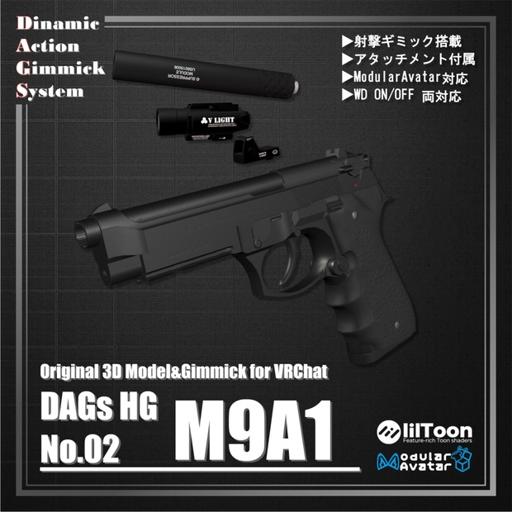 Dinamic
Action
Gimmick
System
▶射撃ギミック搭載
▶アタッチメント付属
▶ModularAvatar対応
▶WD ON/OFF 両対応
SUPPRESSOR
MODULE
V LIGHT
Original 3D Model&Gimmick for VRChat
DAGs HG
No.02
M9A1
lilToon
Feature-rich Toon shaders
Modular
Avatar